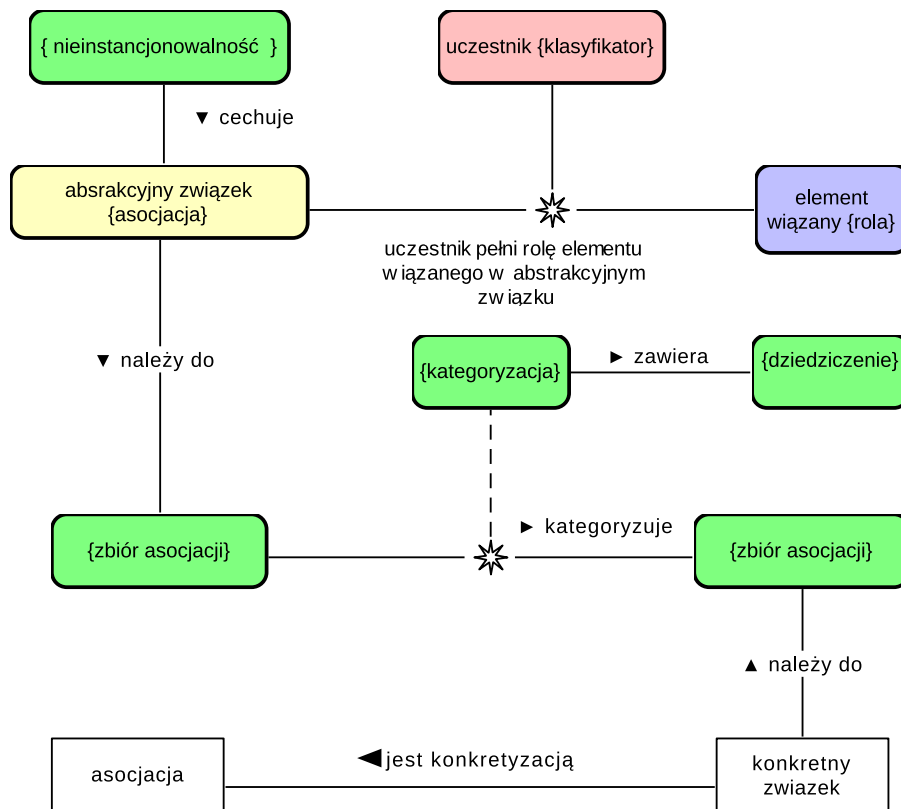 { nieinstancjonowalność }
uczestnik {klasyfikator}
▼ cechuje
absrakcyjny związek
{asocjacja}
element
wiązany {rola}
uczestnik pełni rolę elementu
wiązanego w abstrakcyjnym
związku
▼ należy do
{kategoryzacja}
► zawiera
{dziedziczenie}
► kategoryzuje
{zbiór asocjacji}
{zbiór asocjacji}
▲ należy do
◄ jest konkretyzacją
asocjacja
konkretny
zwiazek